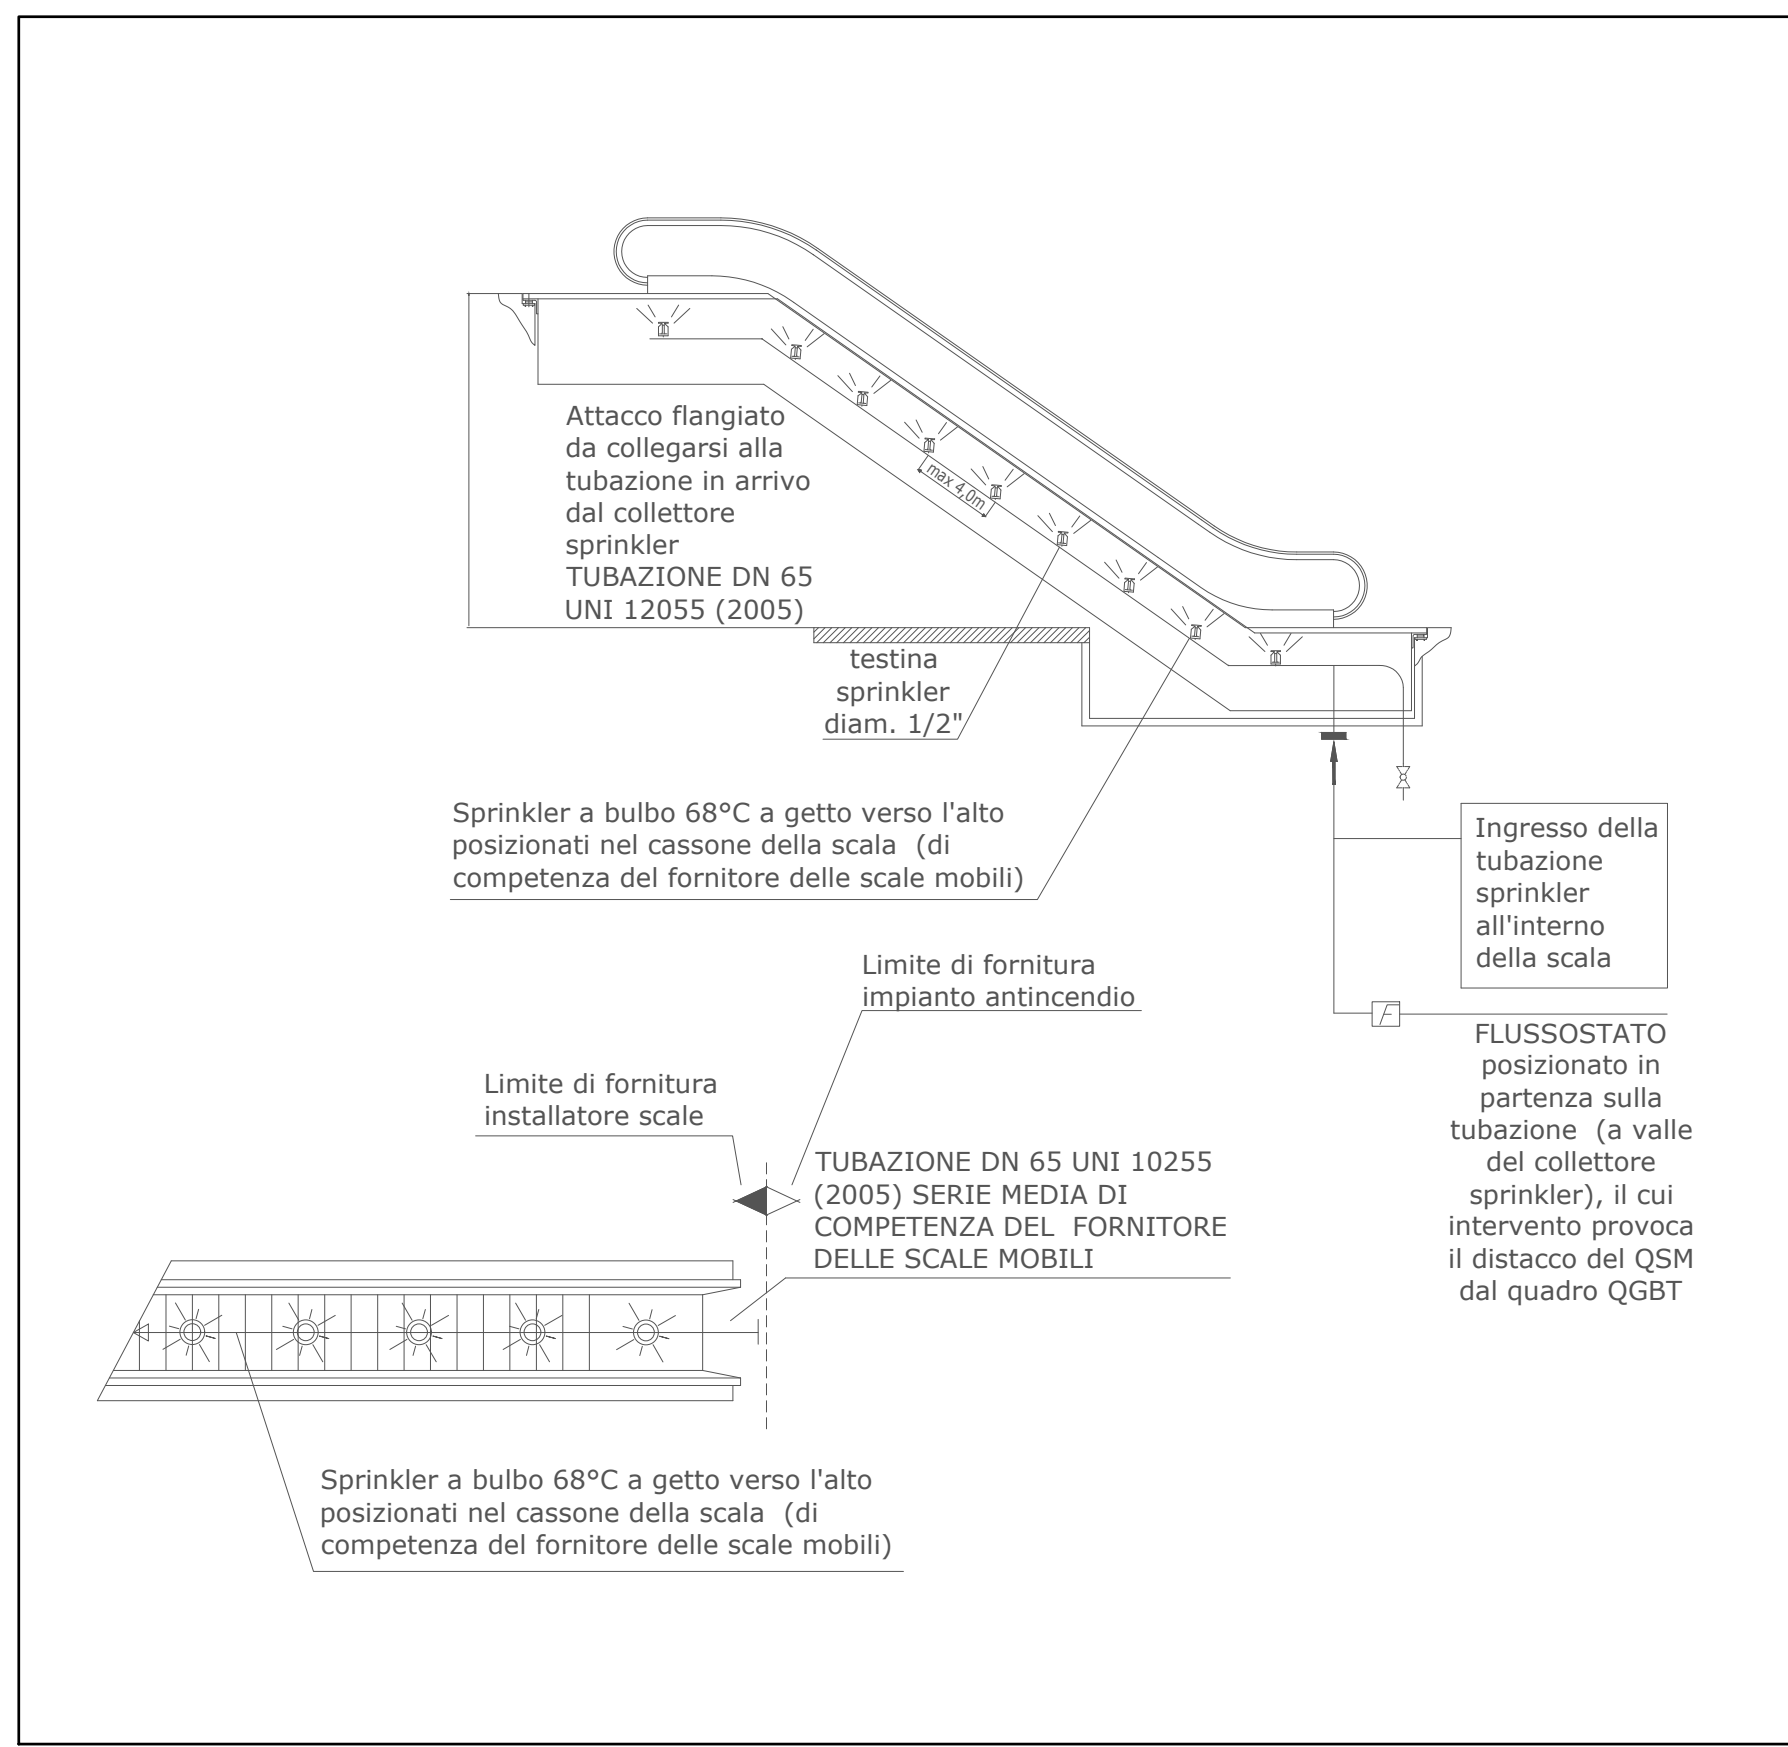 Attacco flangiato
da collegarsi alla
tubazione in arrivo
dal collettore
sprinkler
TUBAZIONE DN 65
UNI 12055 (2005)
max 4,0m
testina
sprinkler
diam. 1/2"
Sprinkler a bulbo 68°C a getto verso l'alto
posizionati nel cassone della scala (di
competenza del fornitore delle scale mobili)
Ingresso della
tubazione
sprinkler
all'interno
della scala
F
FLUSSOSTATO
posizionato in
partenza sulla
tubazione (a valle
del collettore
sprinkler), il cui
intervento provoca
il distacco del QSM
dal quadro QGBT
Limite di fornitura
impianto antincendio
Limite di fornitura
installatore scale
TUBAZIONE DN 65 UNI 10255
(2005) SERIE MEDIA DI
COMPETENZA DEL FORNITORE
DELLE SCALE MOBILI
Sprinkler a bulbo 68°C a getto verso l'alto
posizionati nel cassone della scala (di
competenza del fornitore delle scale mobili)